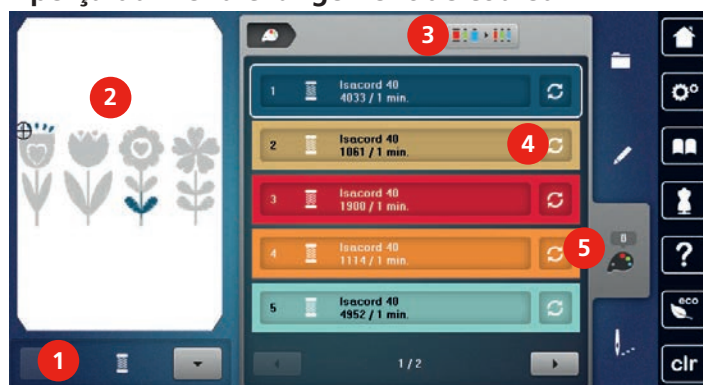 3
1
Isacord 40
4033 / 1 min.
2
2
Isacord 40
1061 / 1 min.
4
3
Isacord 40
1900 / 1 min.
4
Isacord 40
1114 / 1 min.
5
8
?
5
Isacord 40
4952 / 1 min.
eco
1
1 / 2
clr